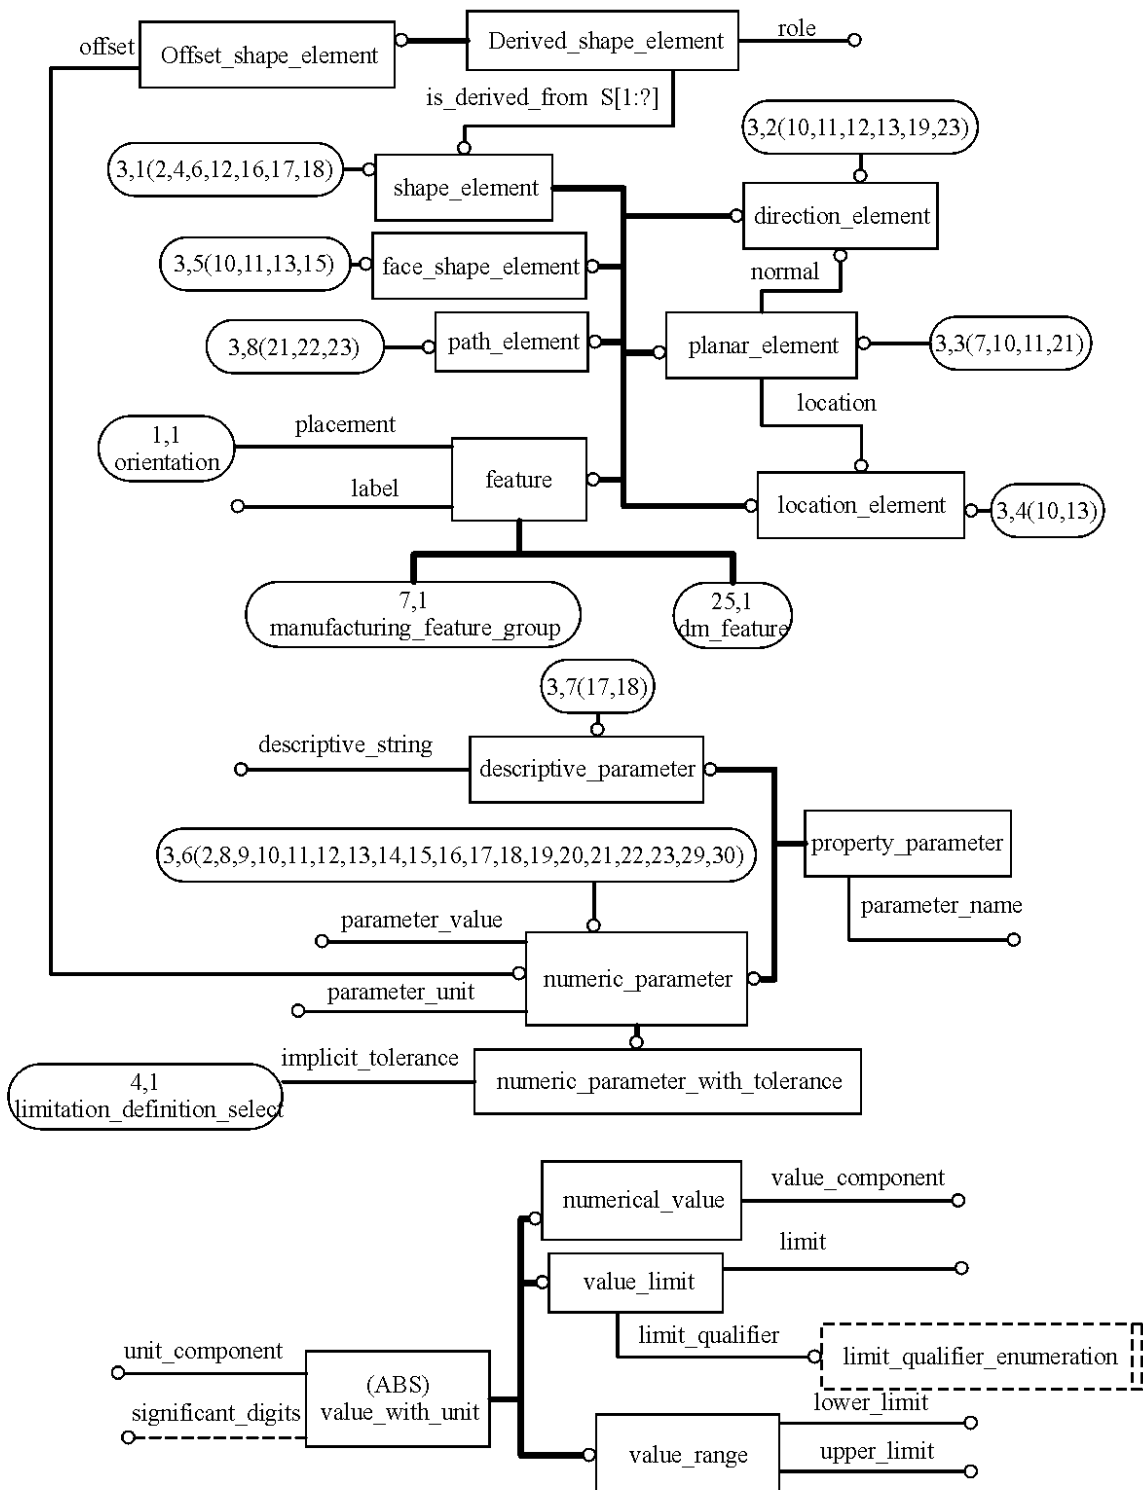 offset
Offset_shape_element
Derived_shape_element
role
is_derived_from S[1:?]
3,2(10,11,12,13,19,23)
3,1(2,4,6,12,16,17,18)
shape_element
direction_element
3,5(10,11,13,15)
face_shape_element
normal
3,8(21,22,23)
path_element
planar_element
3,3(7,10,11,21)
location
1,1
orientation
placement
label
feature
location_element
3,4(10,13)
7,1
manufacturing_feature_group
25,1
dm_feature
3,7(17,18)
descriptive_string
descriptive_parameter
3,6(2,8,9,10,11,12,13,14,15,16,17,18,19,20,21,22,23,29,30)
property_parameter
parameter_name
parameter_value
numeric_parameter
parameter_unit
implicit_tolerance
4,1
limitation_definition_select
numeric_parameter_with_tolerance
numerical_value
value_component
limit
value_limit
limit_qualifier
limit_qualifier_enumeration
unit_component
(ABS)
value_with_unit
significant_digits
lower_limit
value_range
upper_limit